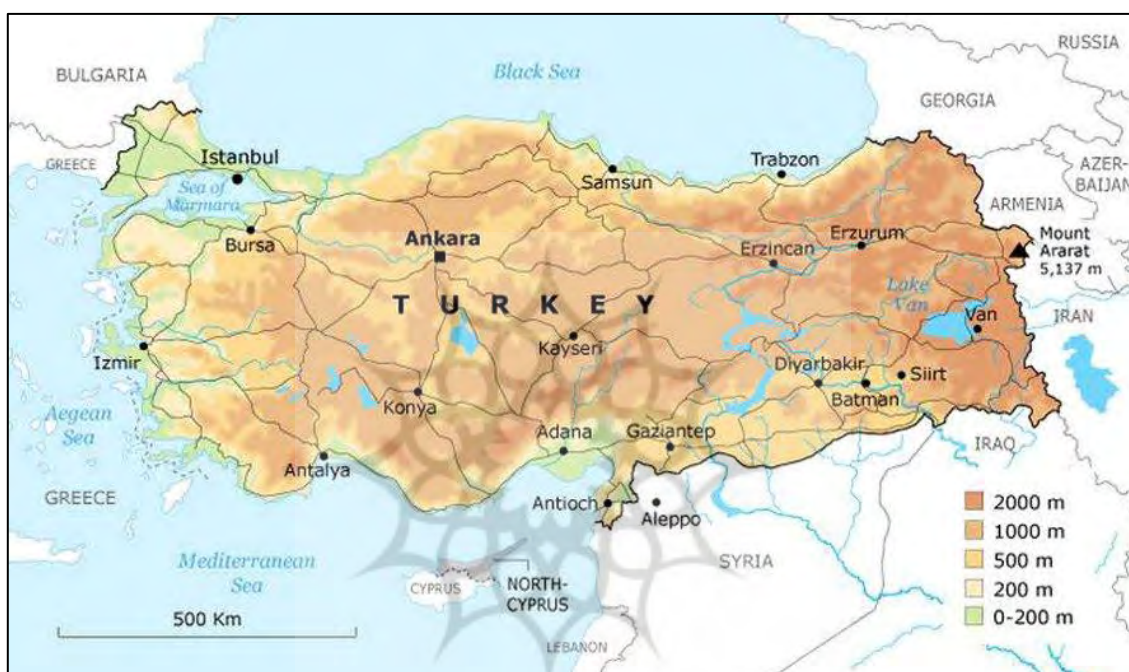 RUSSIA
BULGARIA
Black Sea
GEORGIA
GREECE
Istanbul
Trabzon
AZER-
BAIJAN
Samsun
Sea of
Marmara
ARMENIA
Bursa
Ankara
Erzincan
Erzurum
Mount
Ararat
5,137 m
TURKEY
Lake
Van
Van
IRAN
Izmir
Kayseri
Diyarbakir
Siirt
Konya
Batman
Aegean
Sea
Adana
Gaziantep
IRAQ
Antalya
GREECE
Antioch
Aleppo
2000 m
1000 m
500 m
200 m
0-200 m
Mediterranean
Sea
SYRIA
CYPRUS
NORTH-
CYPRUS
500 Km
LEBANON